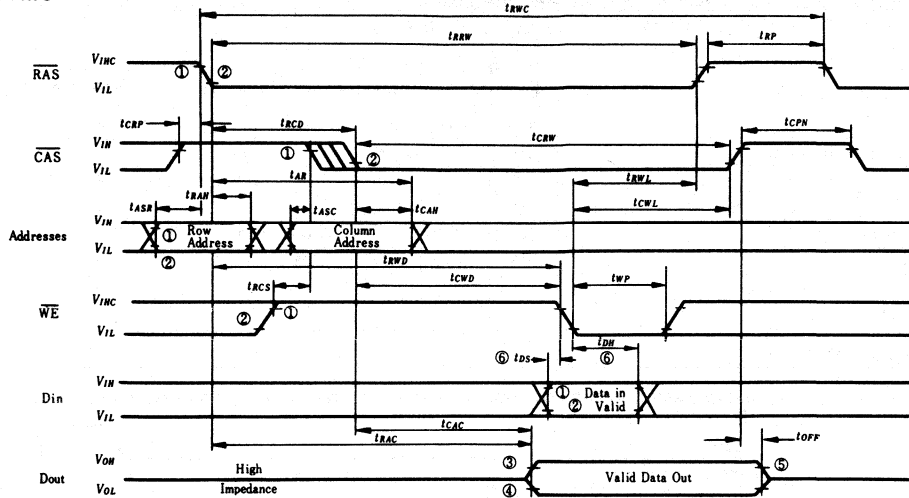 tRWC
tRRW
tRP
RAS
VIHC
① ②
VIL
tCRP
tRCD
tCRW
tCPN
CAS
VIH
① ②
VIL
tAR
tRWL
tRAH
tASR
tASC
tCAH
tCWL
Addresses
VIH
① Row Address
Column Address
VIL
②
tRWD
tRCS
tCWD
tWP
WE
VIHC
② ①
VIL
tDH
⑥ tDS
⑥
Din
VIH
① Data in
② Valid
VIL
tCAC
tRAC
tOFF
Dout
VOH
High Impedance
③
Valid Data Out
⑤
VOL
④